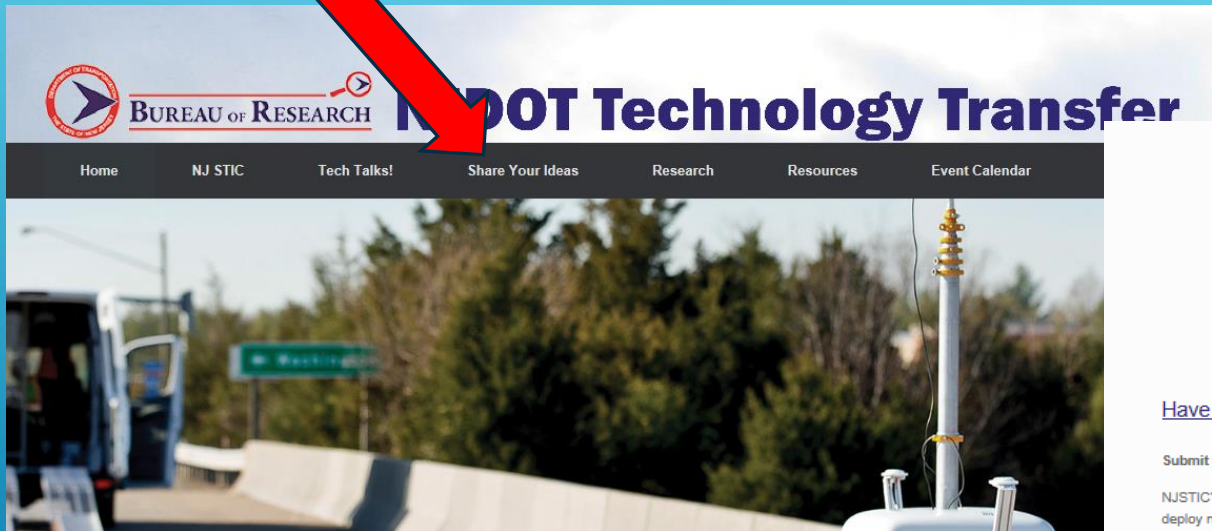 BUREAU OF RESEARCH
DOT Technology Transfer
Home NJ STIC Tech Talks! Share Your Ideas Research Resources Event Calendar
Have
Submit
deploy